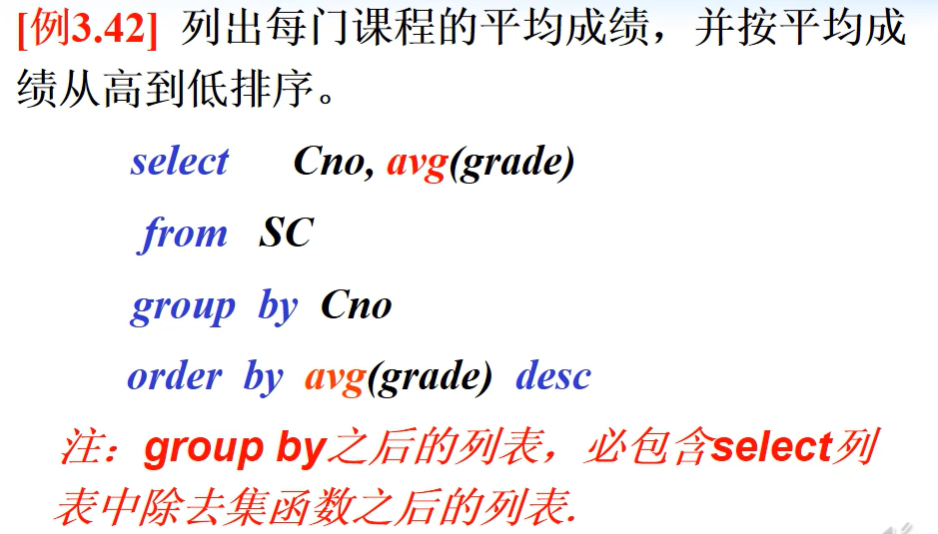 [例3.42] 列出每门课程的平均成绩，并按平均成
绩从高到低排序。
select Cno, avg(grade)
from SC
group by Cno
order by avg(grade) desc
注：group by之后的列表，必包含select列
表中除去集函数之后的列表.